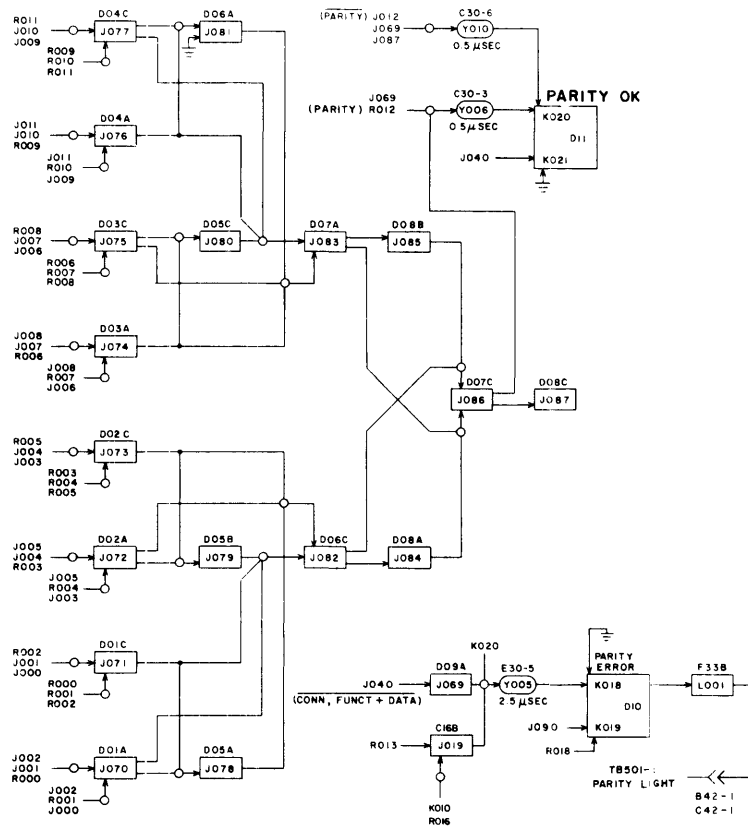 R011
J010
J009
D04C
J077
R009
R010
R011
D06A
J081
J011
J010
R009
D04A
J076
J011
R010
J009
R008
J007
J006
D03C
J075
R006
R007
R008
D05C
J080
D07A
J083
D08B
J085
J008
J007
R006
D03A
J074
J008
R007
J006
(PARITY) J012
J069
J087
C30-6
Y010
0.5 μSEC
J069
(PARITY) R012
C30-3
Y006
0.5 μSEC
PARITY OK
K020
D11
J040
K021
D07C
J086
D08C
J087
R005
J004
J003
D02C
J073
R003
R004
R005
J005
J004
R003
D02A
J072
J005
R004
J003
D05B
J079
D06C
J082
D08A
J084
R002
J001
J000
D01C
J071
R000
R001
R002
J002
J001
R000
D01A
J070
J002
R001
J000
D05A
J078
K020
J040
(CONN, FUNCT + DATA)
D09A
J069
E30-5
Y005
2.5 μSEC
R013
C16B
J019
K010
R016
PARITY
ERROR
K018
D10
J090
K019
R018
F33B
L001
PARITY LIGHT
B42-1
C42-1